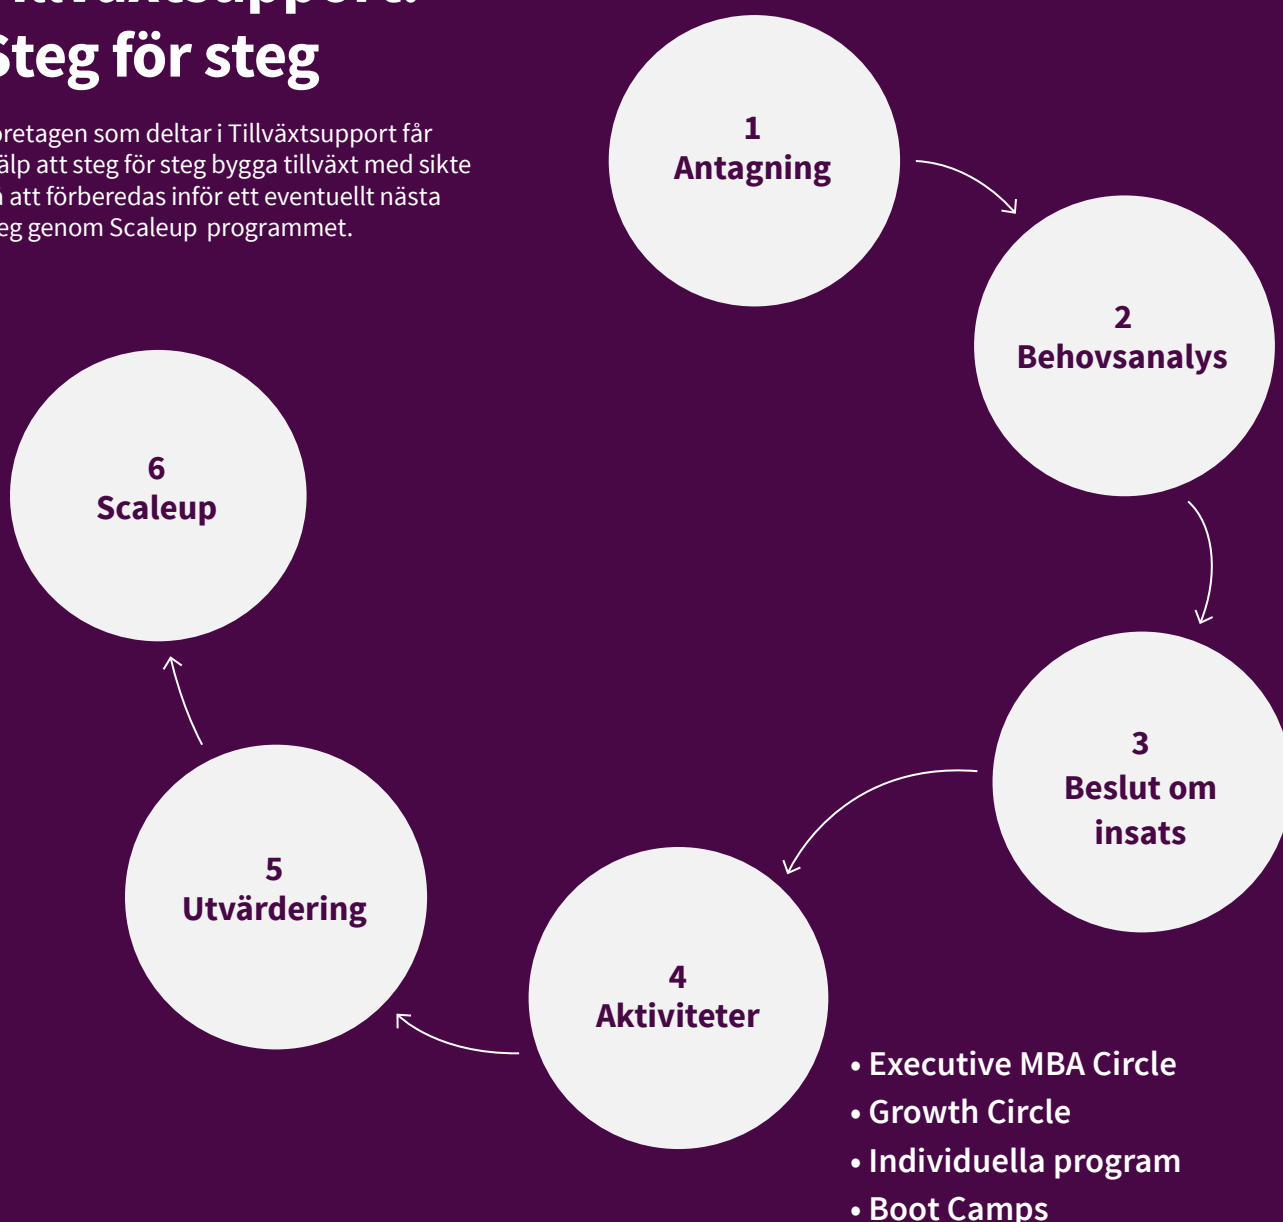 Tillväxtsupport:
Steg för steg
öretagen som deltar i Tillväxtsupport får
älp att steg för steg bygga tillväxt med sikte
att förberedas inför ett eventuellt nästa
eg genom Scaleup programmet.
1
Antagning
2
Behovsanalys
6
Scaleup
3
Beslut om
insats
5
Utvärdering
4
Aktiviteter
• Executive MBA Circle
• Growth Circle
• Individuella program
• Boot Camps